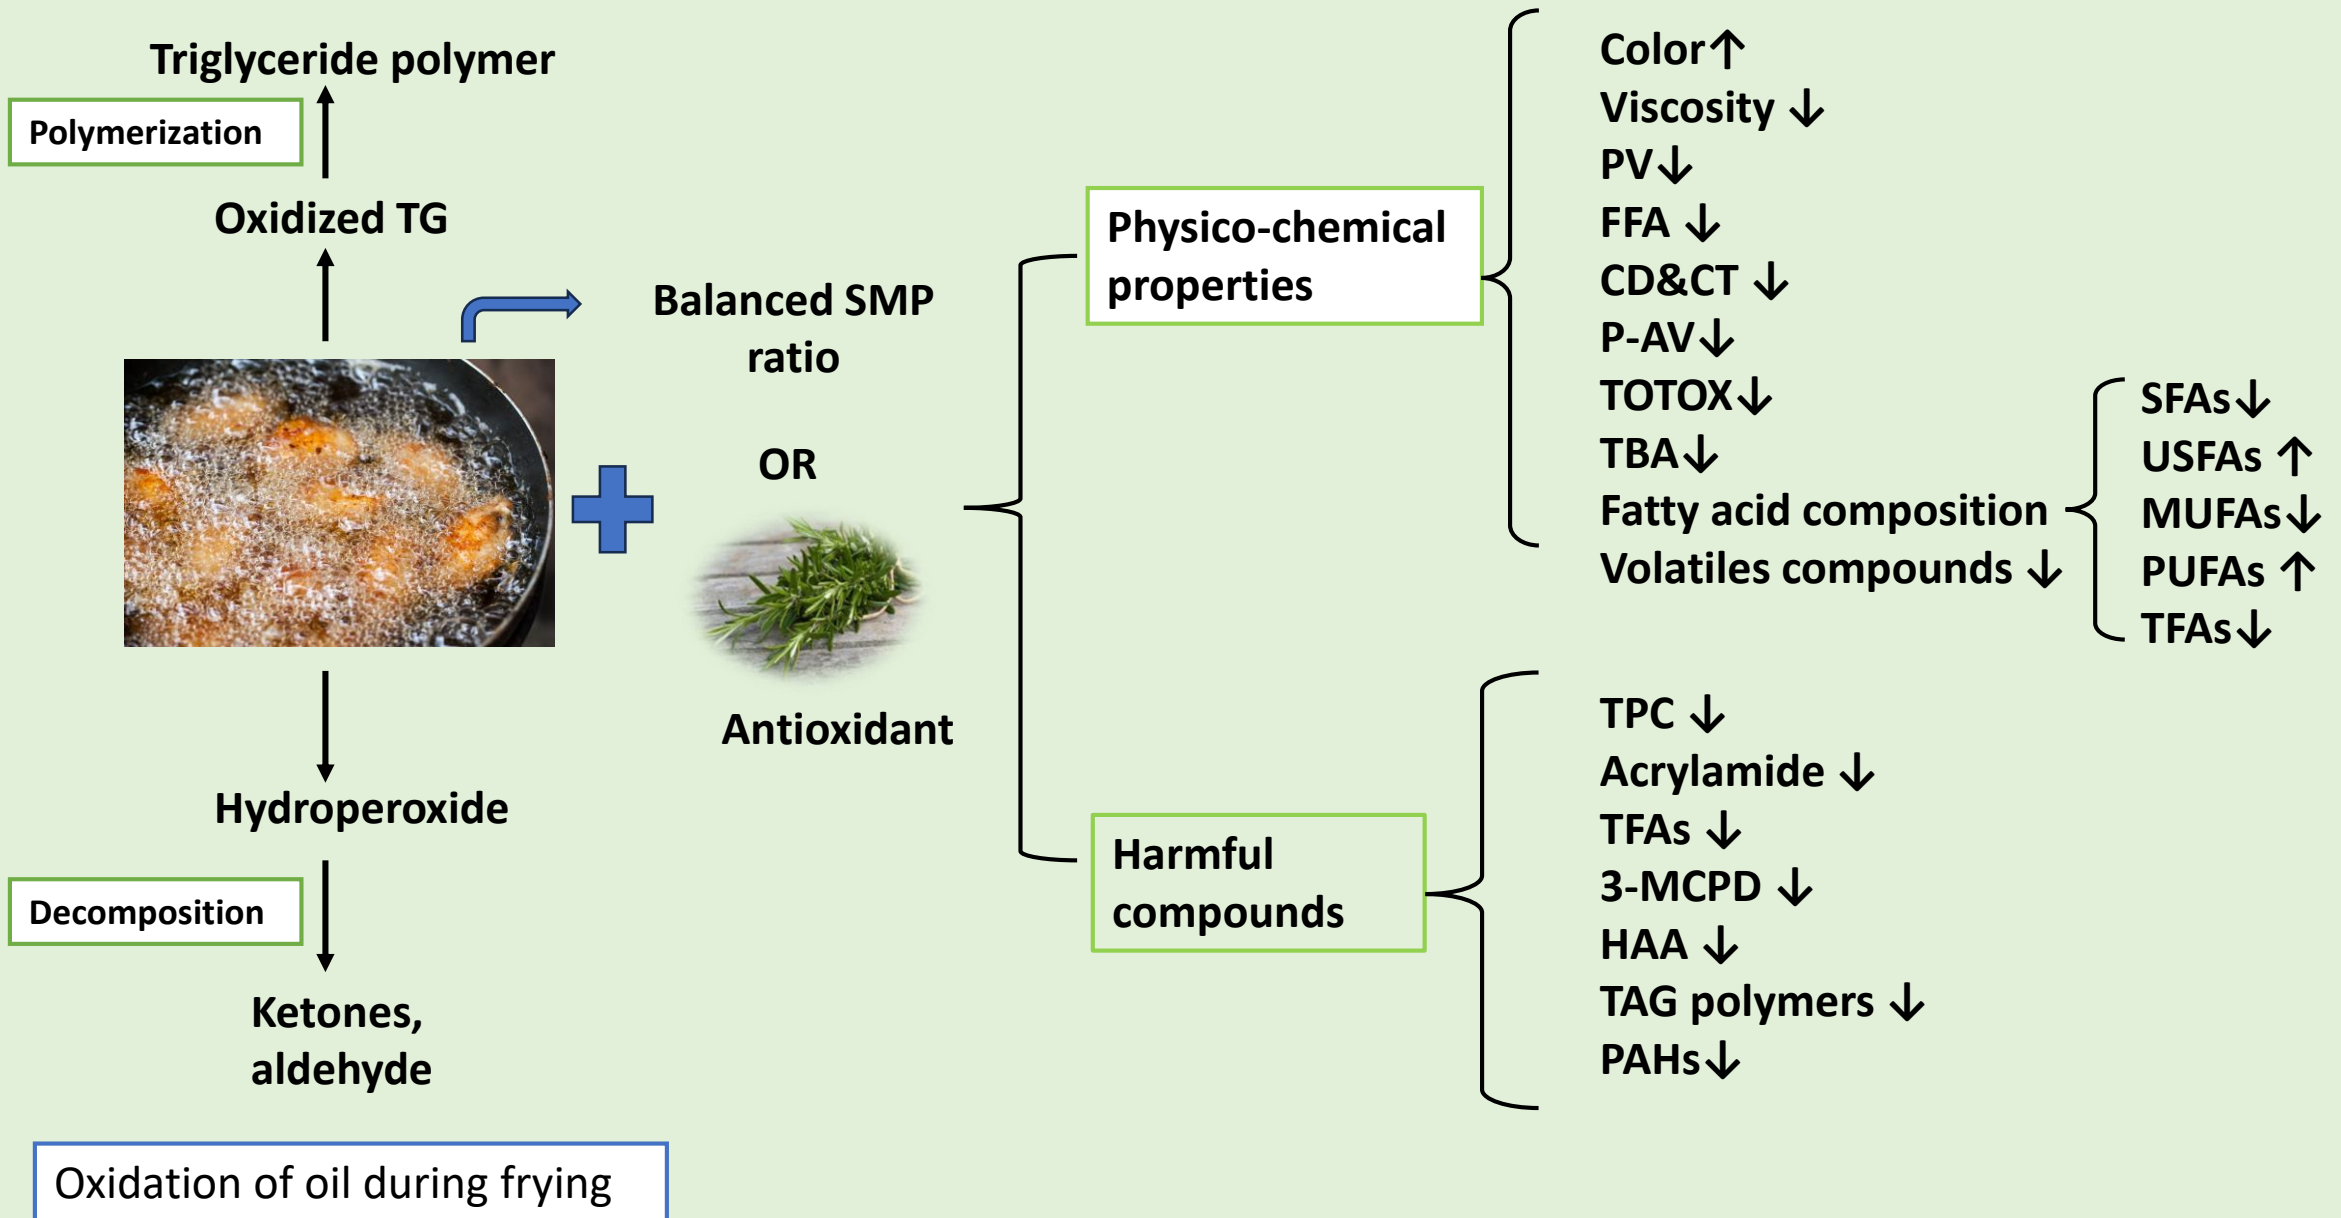 Triglyceride polymer
Polymerization
Oxidized TG
Balanced SMP
ratio
OR
Antioxidant
Hydroperoxide
Decomposition
Ketones,
aldehyde
Oxidation of oil during frying
Physico-chemical
properties
Color↑
Viscosity ↓
PV↓
FFA ↓
CD&CT ↓
P-AV↓
TOTOX↓
TBA↓
Fatty acid composition
Volatiles compounds ↓
SFAs↓
USFAs ↑
MUFAs↓
PUFAs ↑
TFAs↓
Harmful
compounds
TPC ↓
Acrylamide ↓
TFAs ↓
3-MCPD ↓
HAA ↓
TAG polymers ↓
PAHs↓